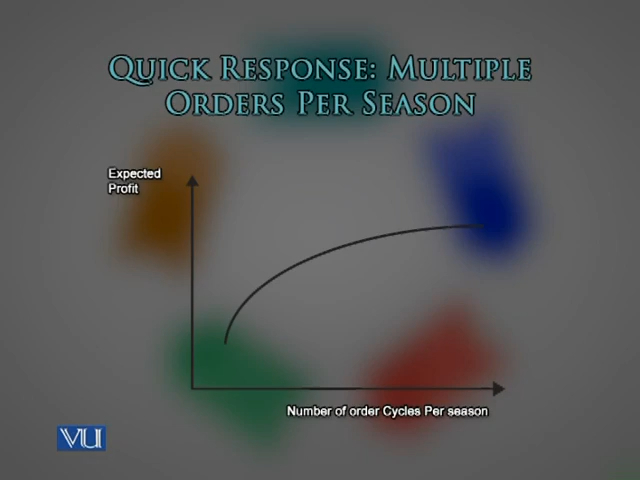 QUICK RESPONSE: MULTIPLE
ORDERS PER SEASON
Expected
Profit
Number of order Cycles Per season
VU